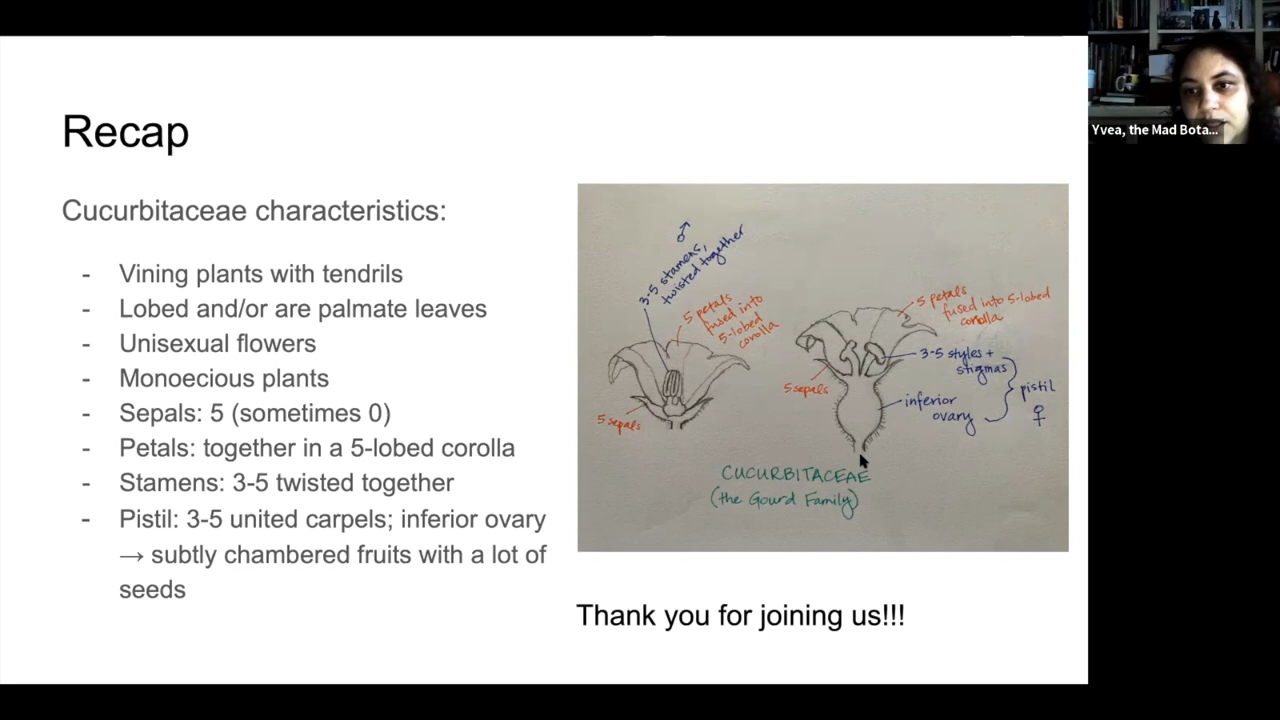 Recap
Cucurbitaceae characteristics:
- Vining plants with tendrils
- Lobed and/or are palmate leaves
- Unisexual flowers
- Monoecious plants
- Sepals: 5 (sometimes 0)
- Petals: together in a 5-lobed corolla
- Stamens: 3-5 twisted together
- Pistil: 3-5 united carpels; inferior ovary
→ subtly chambered fruits with a lot of
seeds
♂
3-5 stamens,
twisted together
5 petals
fused into
5-lobed
corolla
5 sepals
5 petals
fused into 5-lobed
corolla
3-5 styles +
stigmas
5 sepals
inferior
ovary
pistil
♀
CUCURBITACEAE
(the Gourd Family)
Thank you for joining us!!!
Yvea, the Mad Bota...